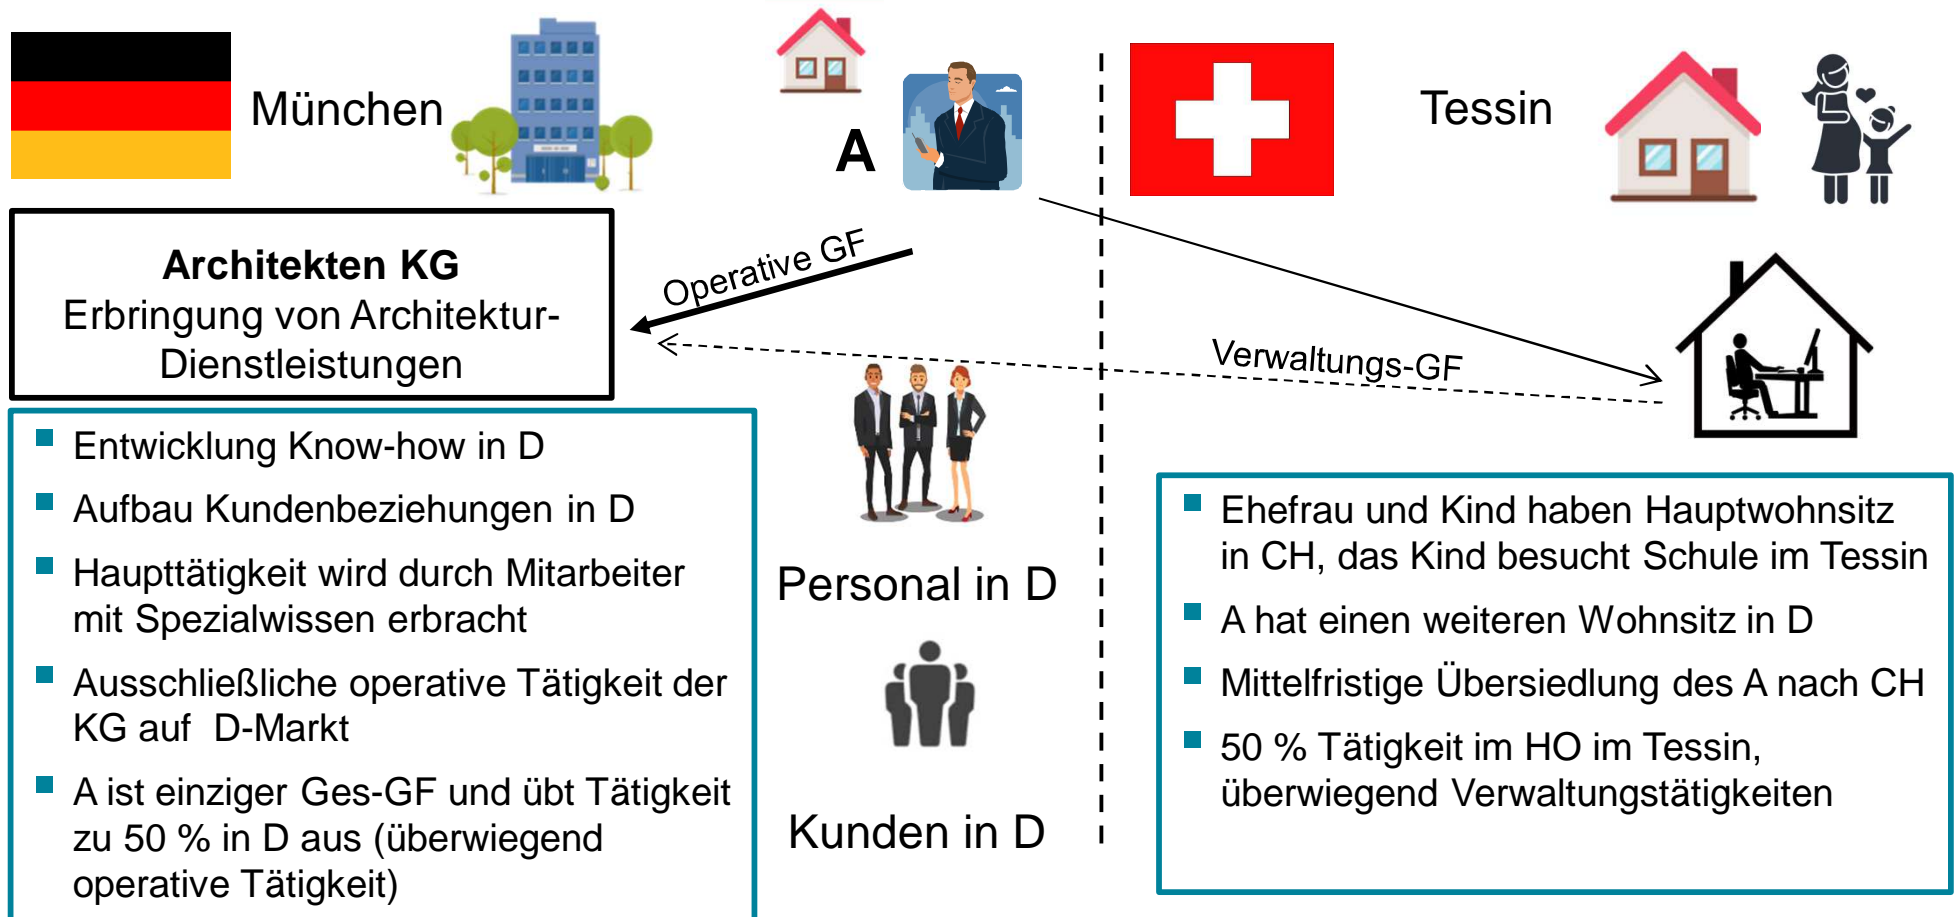 München
A
Tessin
Architekten KG
Erbringung von Architektur-
Dienstleistungen
Operative GF
Verwaltungs-GF
Entwicklung Know-how in D
Aufbau Kundenbeziehungen in D
Haupttätigkeit wird durch Mitarbeiter
mit Spezialwissen erbracht
Ausschließliche operative Tätigkeit der
KG auf D-Markt
A ist einziger Ges-GF und übt Tätigkeit
zu 50 % in D aus (überwiegend
operative Tätigkeit)
Personal in D
Kunden in D
Ehefrau und Kind haben Hauptwohnsitz
in CH, das Kind besucht Schule im Tessin
A hat einen weiteren Wohnsitz in D
Mittelfristige Übersiedlung des A nach CH
50 % Tätigkeit im HO im Tessin,
überwiegend Verwaltungstätigkeiten